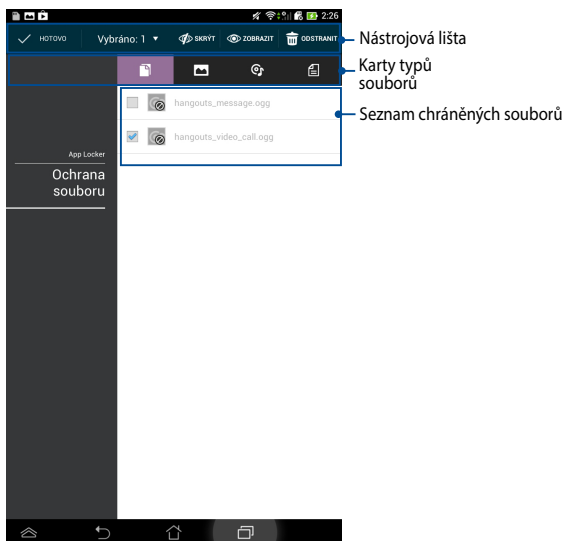 2:26
HOTOVO Vybráno: 1 SKRÝT ZOBRAZIT ODSTRANIT
Nástrojová lišta
Karty typů
souborů
Seznam chráněných souborů
hangouts_message.ogg
hangouts_video_call.ogg
App Locker
Ochrana
souboru